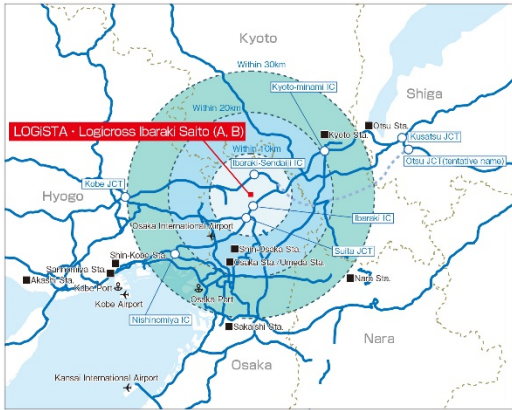 Kyoto
Within 30km
Kyoto-minami IC
Shiga
Within 20km
Otsu Sta.
Kusatsu JCT
LOGiSTA・Logicross Ibaraki Saito (A, B)
Kyoto Sta.
Within 10km
Otsu JCT(tentative name)
Ibaraki-Sendaiji IC
Kobe JCT
Hyogo
Ibaraki IC
Osaka International Airport
Suita JCT
Shin-Osaka Sta.
Shin-Kobe Sta.
Osaka Sta./Umeda Sta.
Sannomiya Sta.
Akashi Sta.
Nara Sta.
Kobe Port
Osaka Port
Kobe Airport
Nishinomiya IC
Sakaishi Sta.
Nara
Osaka
Kansai International Airport